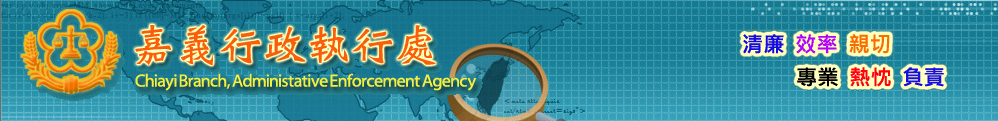 嘉義行政執行處
Chiayi Branch, Administative Enforcement Agency
清廉 效率 親切
專業 熱忱 負責